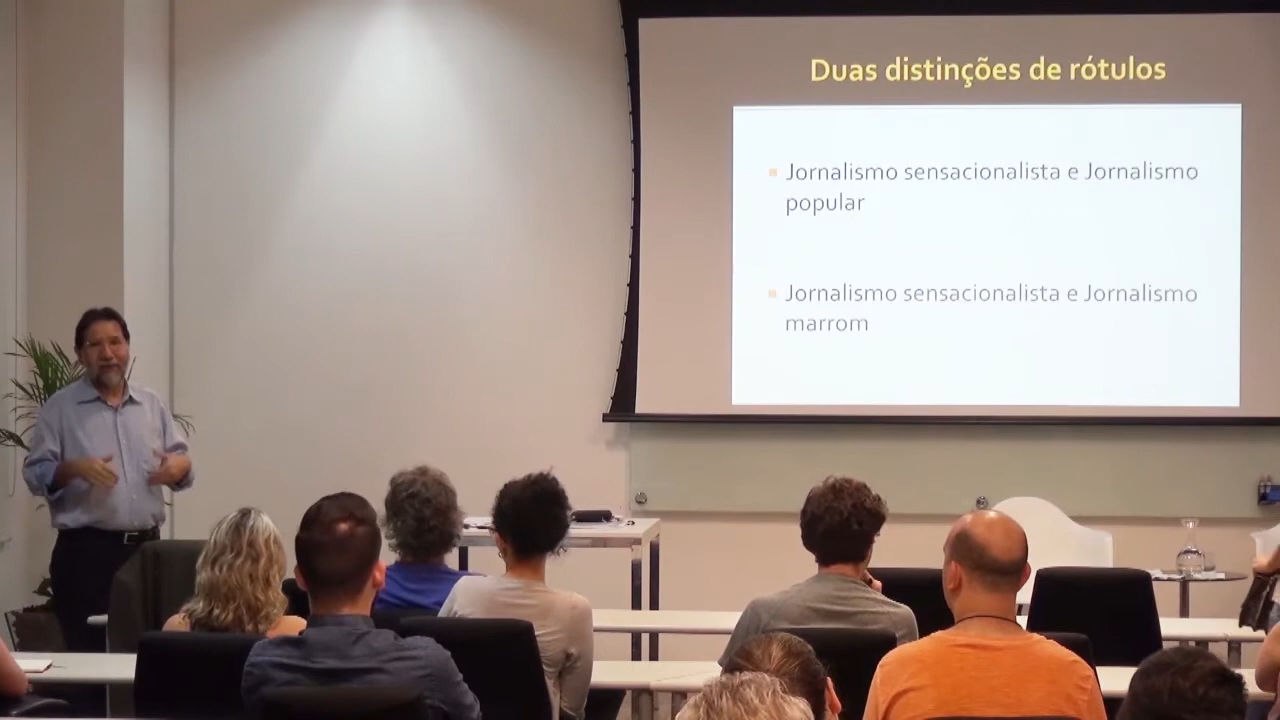 Duas distinções de rótulos
Jornalismo sensacionalista e Jornalismo
popular
Jornalismo sensacionalista e Jornalismo
marrom